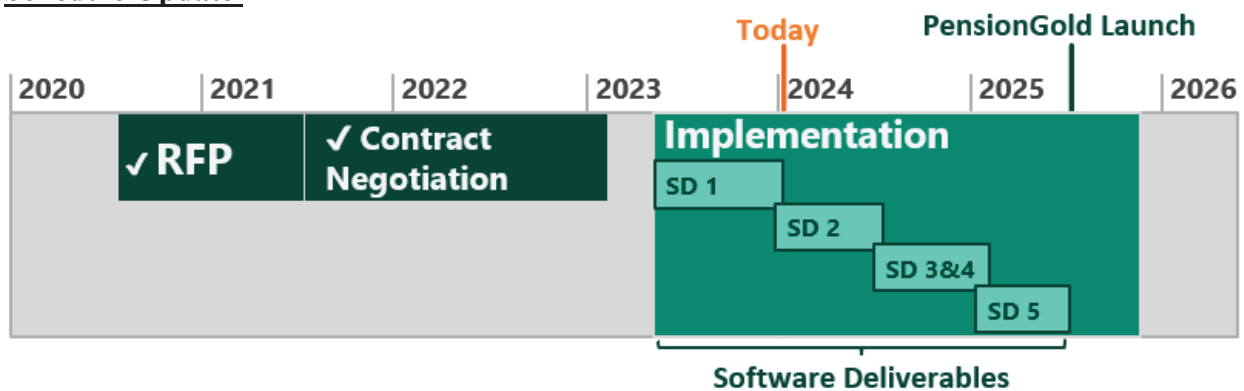 Today
PensionGold Launch
2020
2021
2022
2023
2024
2025
2026
✓ RFP
✓ Contract
Negotiation
Implementation
SD 1
SD 2
SD 3&4
SD 5
Software Deliverables